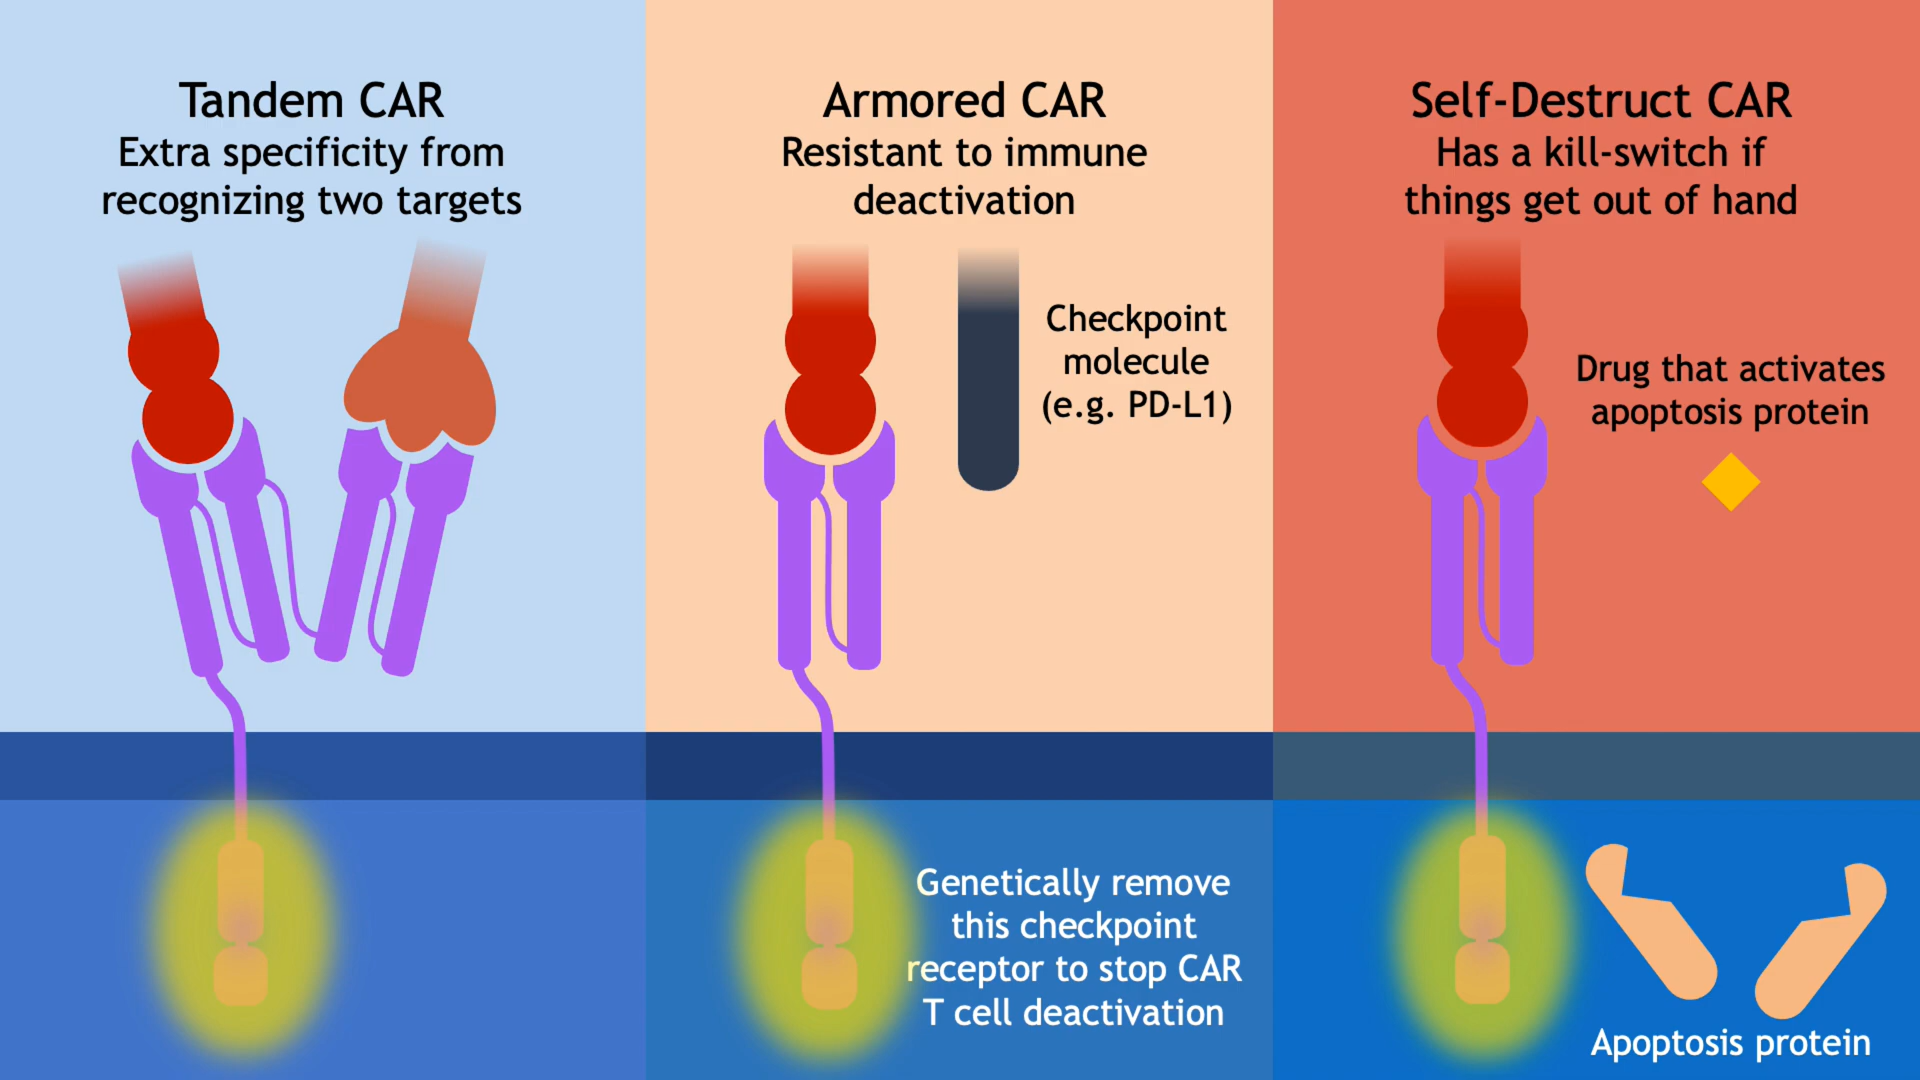 Tandem CAR
Extra specificity from
recognizing two targets
Armored CAR
Resistant to immune
deactivation
Checkpoint
molecule
(e.g. PD-L1)
Genetically remove
this checkpoint
receptor to stop CAR
T cell deactivation
Self-Destruct CAR
Has a kill-switch if
things get out of hand
Drug that activates
apoptosis protein
Apoptosis protein